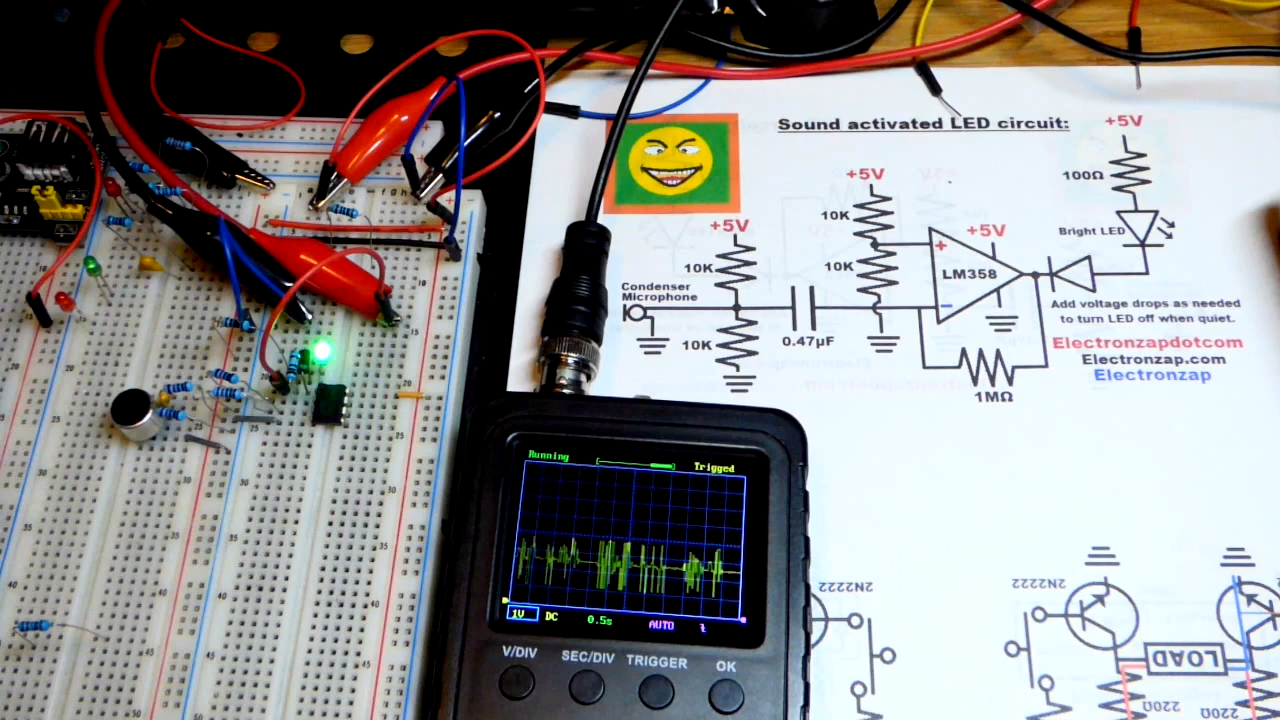 Sound activated LED circuit:
+5V
100Ω
+5V
10K
Bright LED
+5V
+5V
10K
LM358
10K
Condenser
Microphone
Add voltage drops as needed
to turn LED off when quiet.
0.47µF
10K
Electronzapdotcom
Electronzap.com
Electronzap
1MΩ
Running
Trigged
1V
DC
0.5s
AUTO
V/DIV
SEC/DIV
TRIGGER
OK
2N2222
2N2222
2N2222
LOAD
220Ω
220Ω